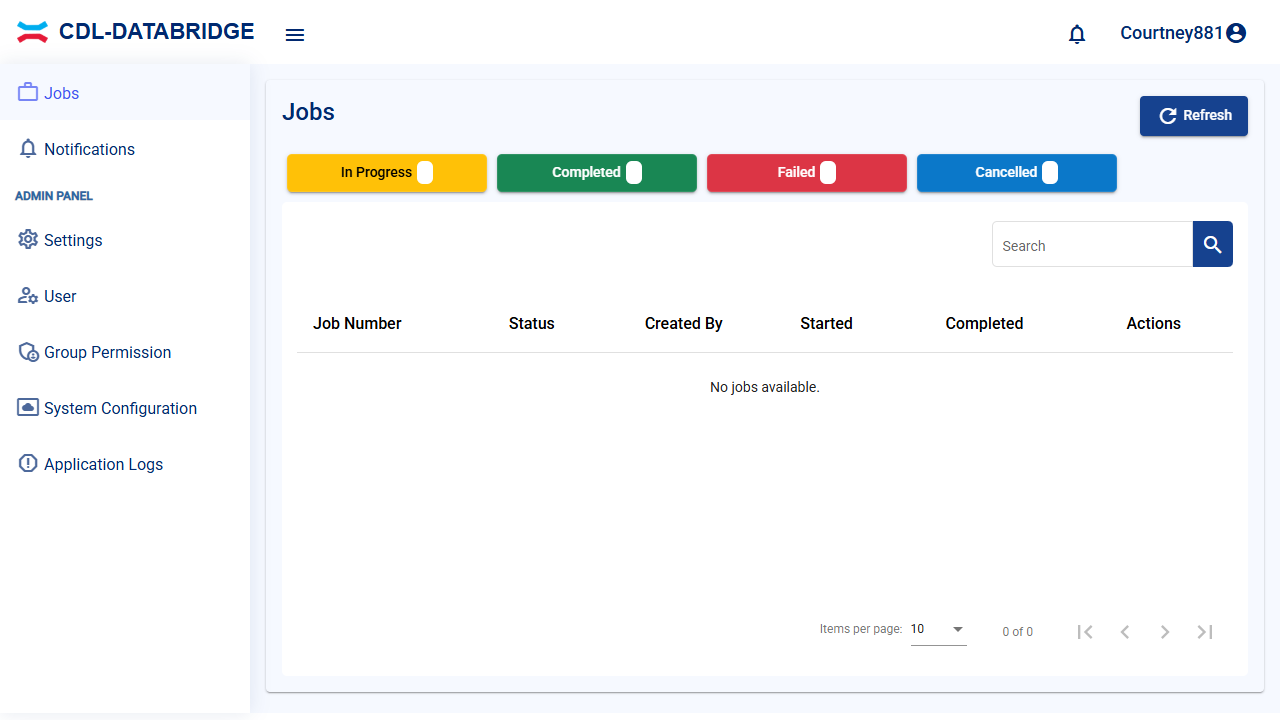 CDL-DATABRIDGE
Courtney881
Jobs
Notifications
ADMIN PANEL
Settings
User
Group Permission
System Configuration
Application Logs
Jobs
Refresh
In Progress
Completed
Failed
Cancelled
Search
Job Number Status Created By Started Completed Actions
No jobs available.
Items per page: 10 0 of 0